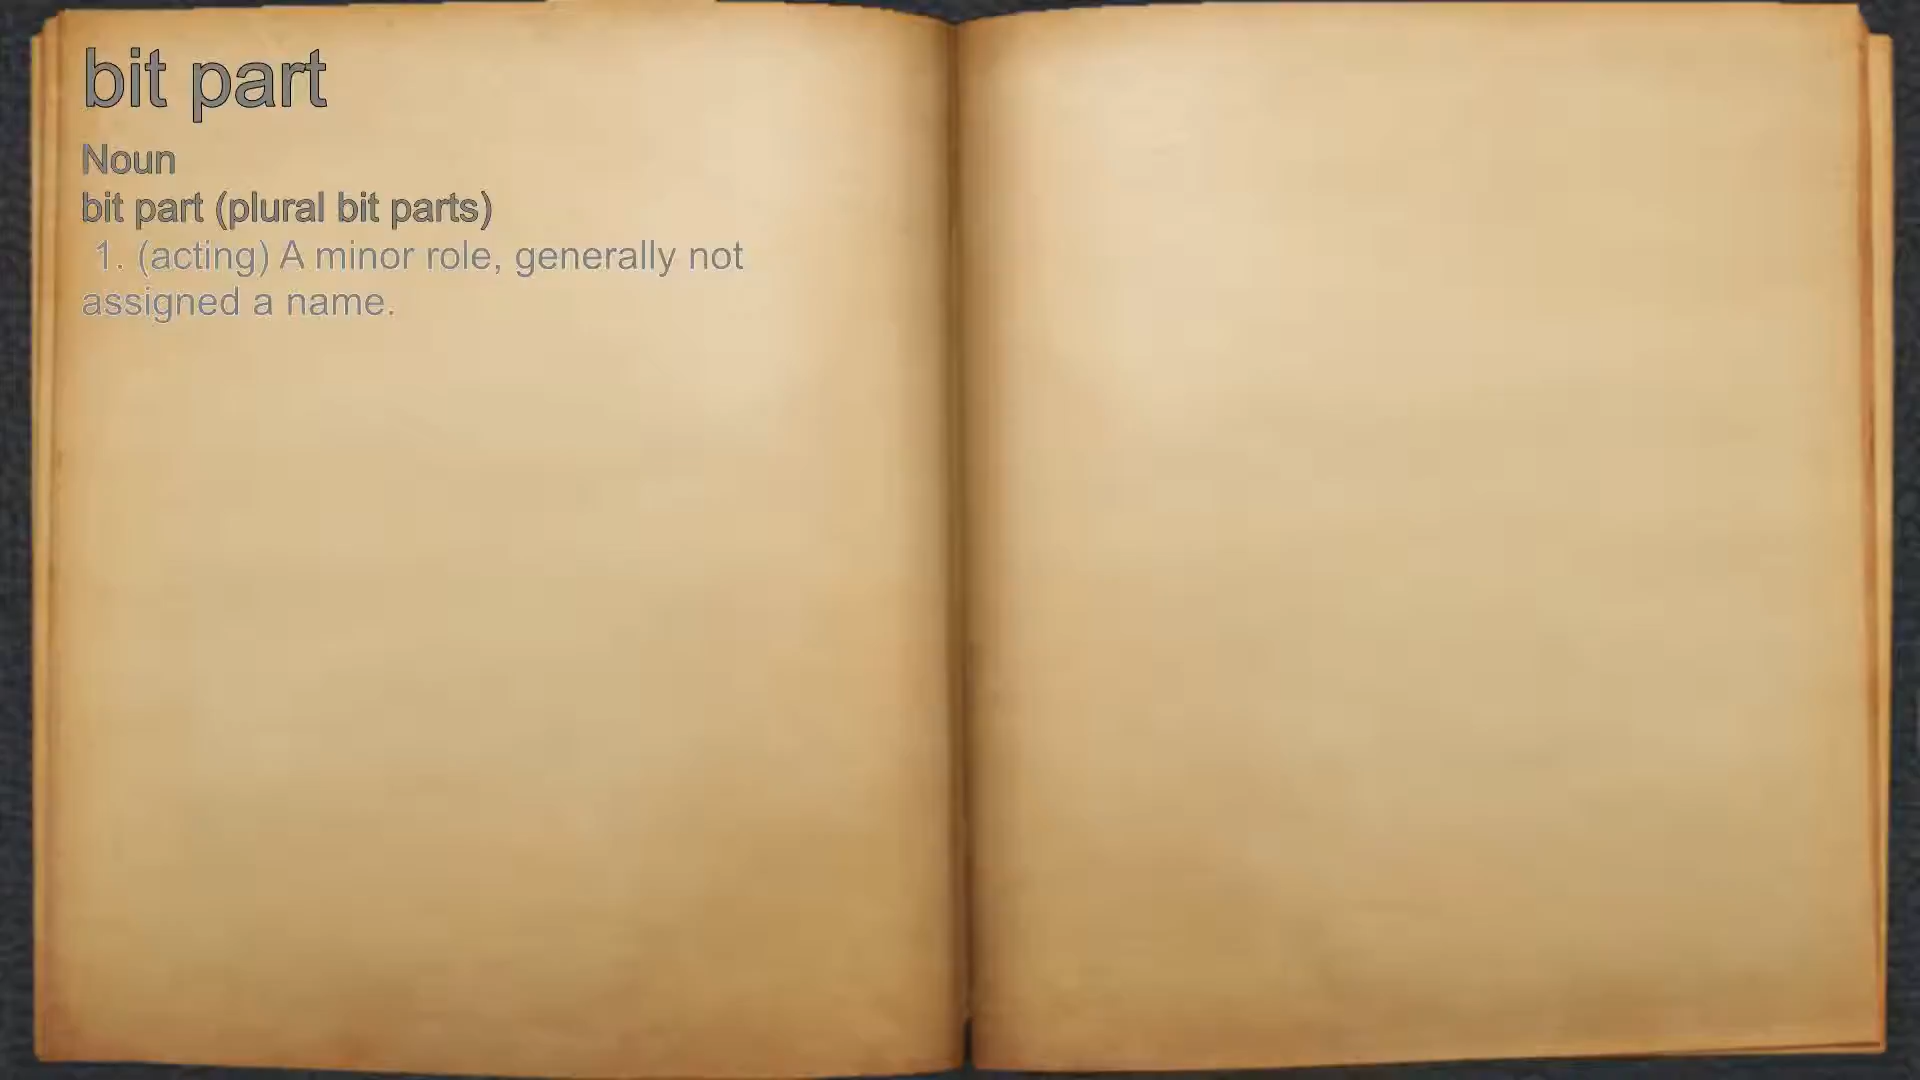 bit part
Noun
bit part (plural bit parts)
1. (acting) A minor role, generally not
assigned a name.